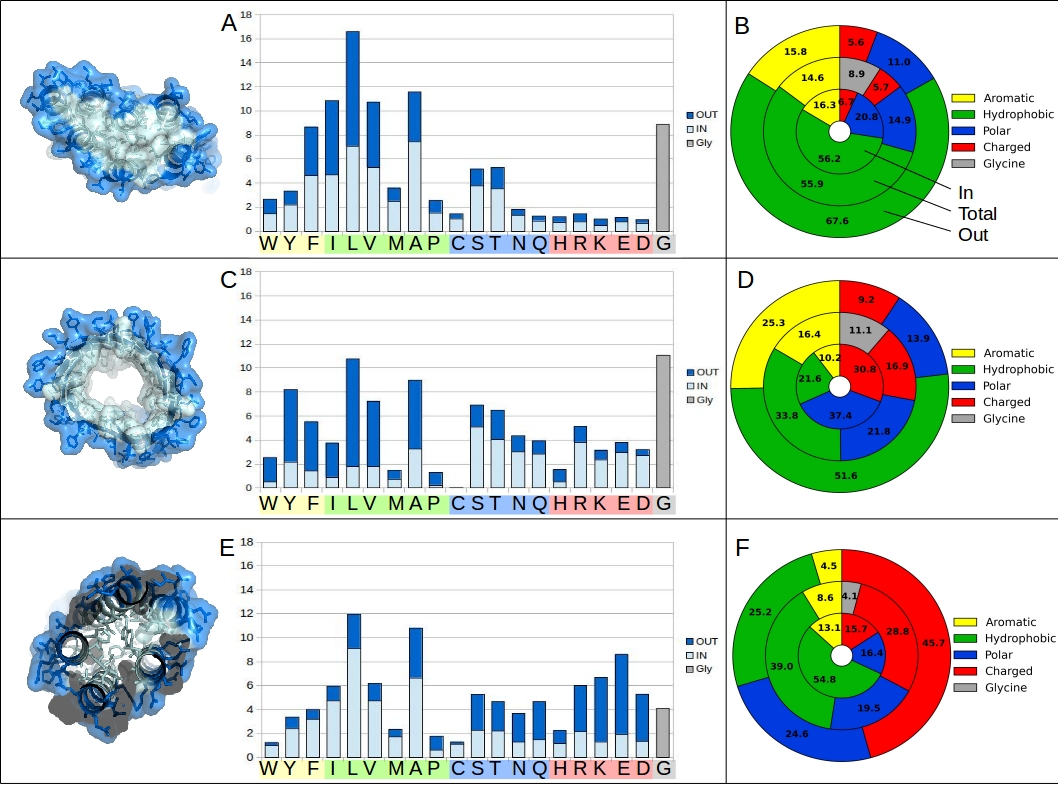 A
18
16
14
12
10
8
6
4
2
0
OUT
IN
Gly
W Y F I L V M A P C S T N Q H R K E D G
B
5.6
11.0
67.6
15.8
8.9
5.7
14.9
55.9
14.6
6.7
20.8
56.2
16.3
Aromatic
Hydrophobic
Polar
Charged
Glycine
In
Total
Out
C
18
16
14
12
10
8
6
4
2
0
OUT
IN
Gly
W Y F I L V M A P C S T N Q H R K E D G
D
9.2
13.9
51.6
25.3
11.1
16.9
21.8
33.8
16.4
30.8
37.4
21.6
10.2
Aromatic
Hydrophobic
Polar
Charged
Glycine
E
18
16
14
12
10
8
6
4
2
0
OUT
IN
Gly
W Y F I L V M A P C S T N Q H R K E D G
F
45.7
24.6
25.2
4.5
4.1
28.8
19.5
39.0
8.6
15.7
16.4
54.8
13.1
Aromatic
Hydrophobic
Polar
Charged
Glycine